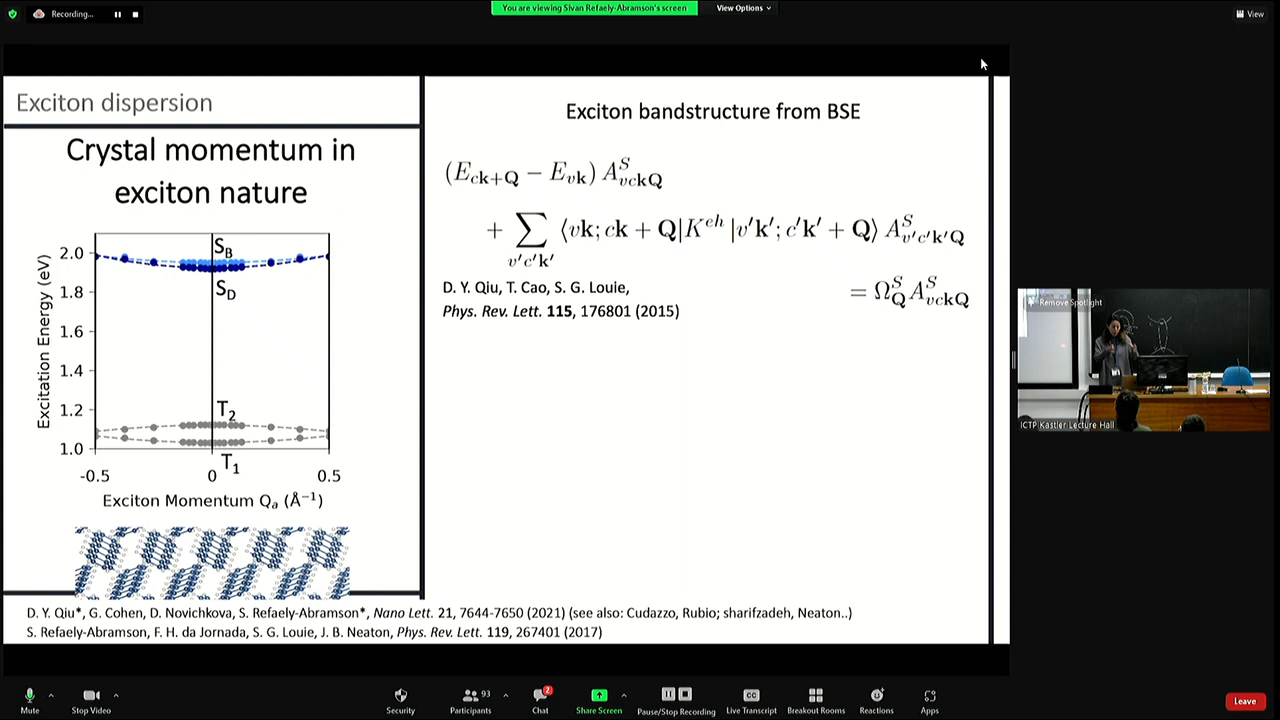 Recording...
You are viewing Sivan Refaely-Abramson's screen
View Options
View
Exciton dispersion
Crystal momentum in
exciton nature
Excitation Energy (eV)
2.0
1.8
1.6
1.4
1.2
1.0
S_B
S_D
T_2
T_1
-0.5 0 0.5
Exciton Momentum Q_a (Å⁻¹)
Exciton bandstructure from BSE
(E_{ck+Q} − E_{vk}) A^S_{vckQ}
+ ∑_{v'c'k'} ⟨vk; ck + Q|K^{eh}|v'k'; c'k' + Q⟩ A^S_{v'c'k'Q}
= Ω^S_Q A^S_{vckQ}
D. Y. Qiu, T. Cao, S. G. Louie,
Phys. Rev. Lett. 115, 176801 (2015)
D. Y. Qiu*, G. Cohen, D. Novichkova, S. Refaely-Abramson*, Nano Lett. 21, 7644-7650 (2021) (see also: Cudazzo, Rubio; sharifzadeh, Neaton..)
S. Refaely-Abramson, F. H. da Jornada, S. G. Louie, J. B. Neaton, Phys. Rev. Lett. 119, 267401 (2017)
Remove Spotlight
ICTP Kastler Lecture Hall
Mute
Stop Video
Security
93
Participants
2
Chat
Share Screen
Pause/Stop Recording
CC
Live Transcript
Breakout Rooms
Reactions
Apps
Leave